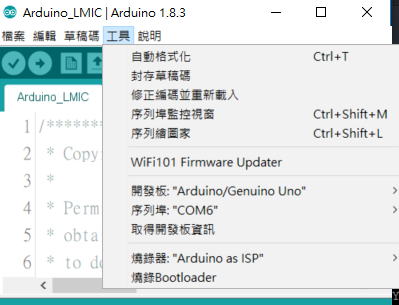 Arduino_LMIC | Arduino 1.8.3
檔案 編輯 草稿碼 工具 說明
Arduino_LMIC
自動格式化 Ctrl+T
封存草稿碼
修正編碼並重新載入
序列埠監控視窗 Ctrl+Shift+M
序列繪圖家 Ctrl+Shift+L
WiFi101 Firmware Updater
開發板: "Arduino/Genuino Uno"
序列埠: "COM6"
取得開發板資訊
燒錄器: "Arduino as ISP"
燒錄Bootloader
1 /*******
2 * Copy
3 *
4 * Perm
5 * obta
6 * to do